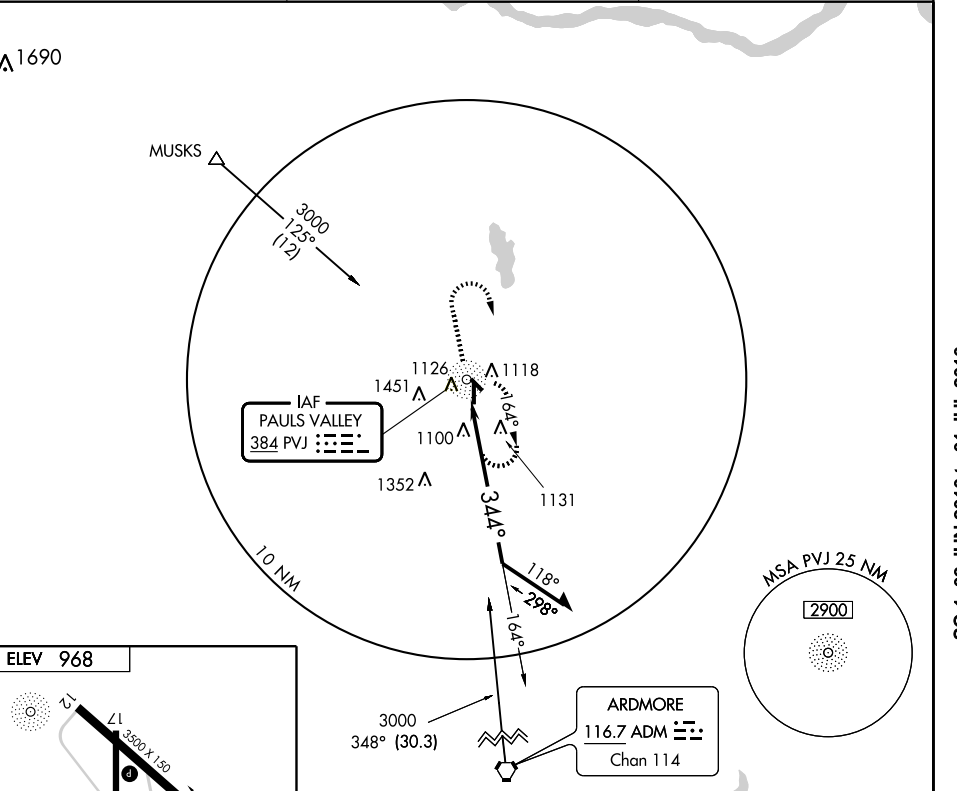 1690
MUSKS
3000
125°
(12)
1126
1118
1451
IAF
PAULS VALLEY
384 PVJ
164°
1100
1352
1131
344°
10 NM
118°
298°
164°
MSA PVJ 25 NM
2900
ELEV 968
12
17
3500 X 150
P
3000
348° (30.3)
ARDMORE
116.7 ADM
Chan 114